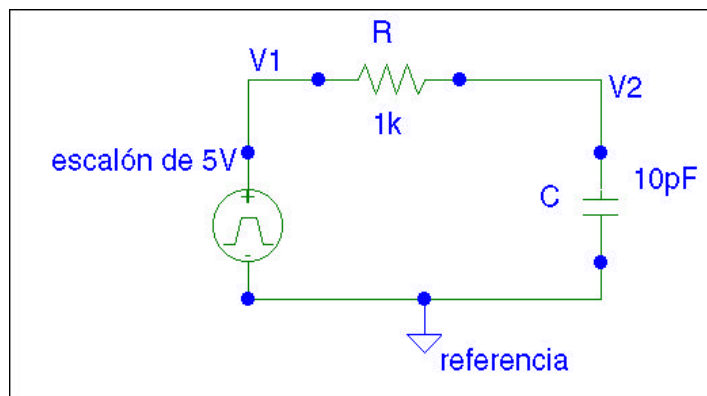 R
V1
V2
1k
escalón de 5V
10pF
C
+
-
referencia